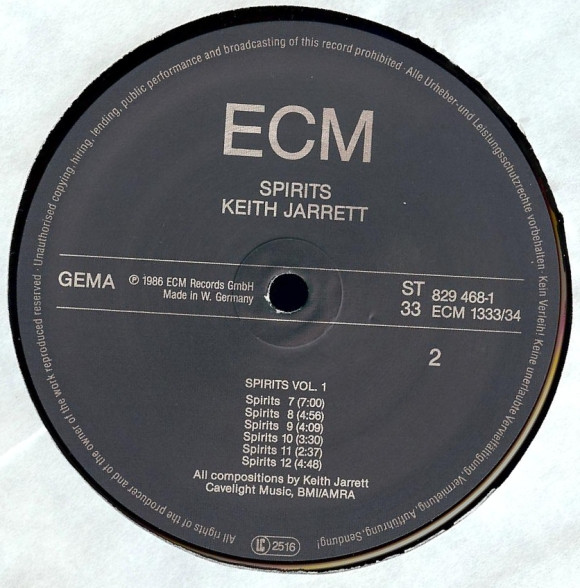 All rights of the producer and of the owner of the work reproduced reserved · Unauthorised copying, hiring, lending, public performance and broadcasting of this record prohibited · Alle Urheber- und Leistungsschutzrechte vorbehalten · Kein Verleih! Keine unerlaubte Vervielfältigung, Vermietung, Aufführung, Sendung!
ECM
SPIRITS
KEITH JARRETT
GEMA
℗ 1986 ECM Records GmbH
Made in W. Germany
ST
33
829 468-1
ECM 1333/34
2
SPIRITS VOL. 1
Spirits 7 (7:00)
Spirits 8 (4:56)
Spirits 9 (4:09)
Spirits 10 (3:30)
Spirits 11 (2:37)
Spirits 12 (4:48)
All compositions by Keith Jarrett
Cavelight Music, BMI/AMRA
LC 2516